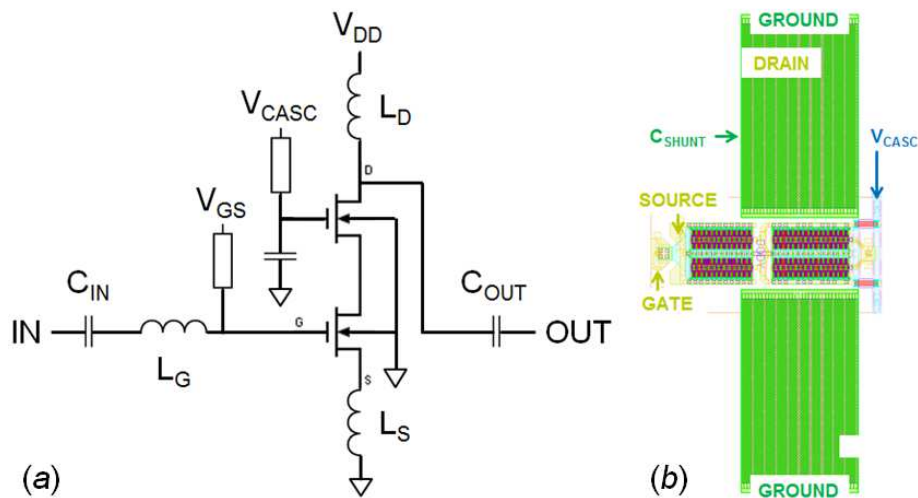 V_DD
L_D
V_CASC
D
V_GS
C_IN
C_OUT
IN
G
OUT
L_G
S
L_S
(a)
GROUND
DRAIN
C_SHUNT
V_CASC
SOURCE
GATE
GROUND
(b)